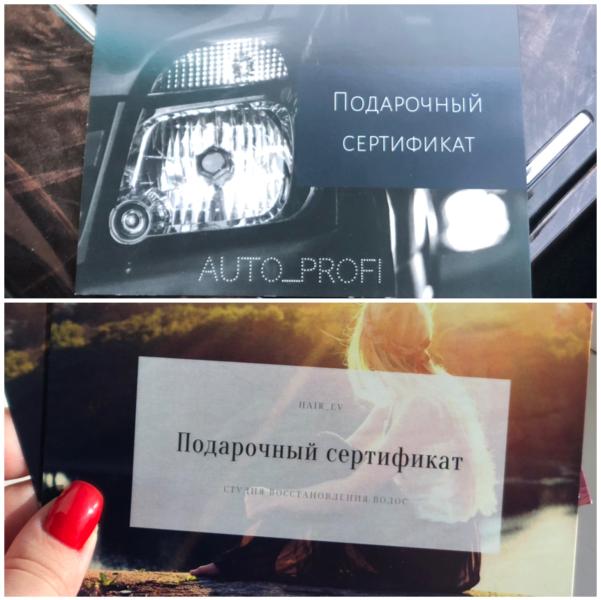 Подарочный
сертификат
AUTO_PROFI
HAIR_EV
Подарочный сертификат
СТУДИЯ ВОССТАНОВЛЕНИЯ ВОЛОС